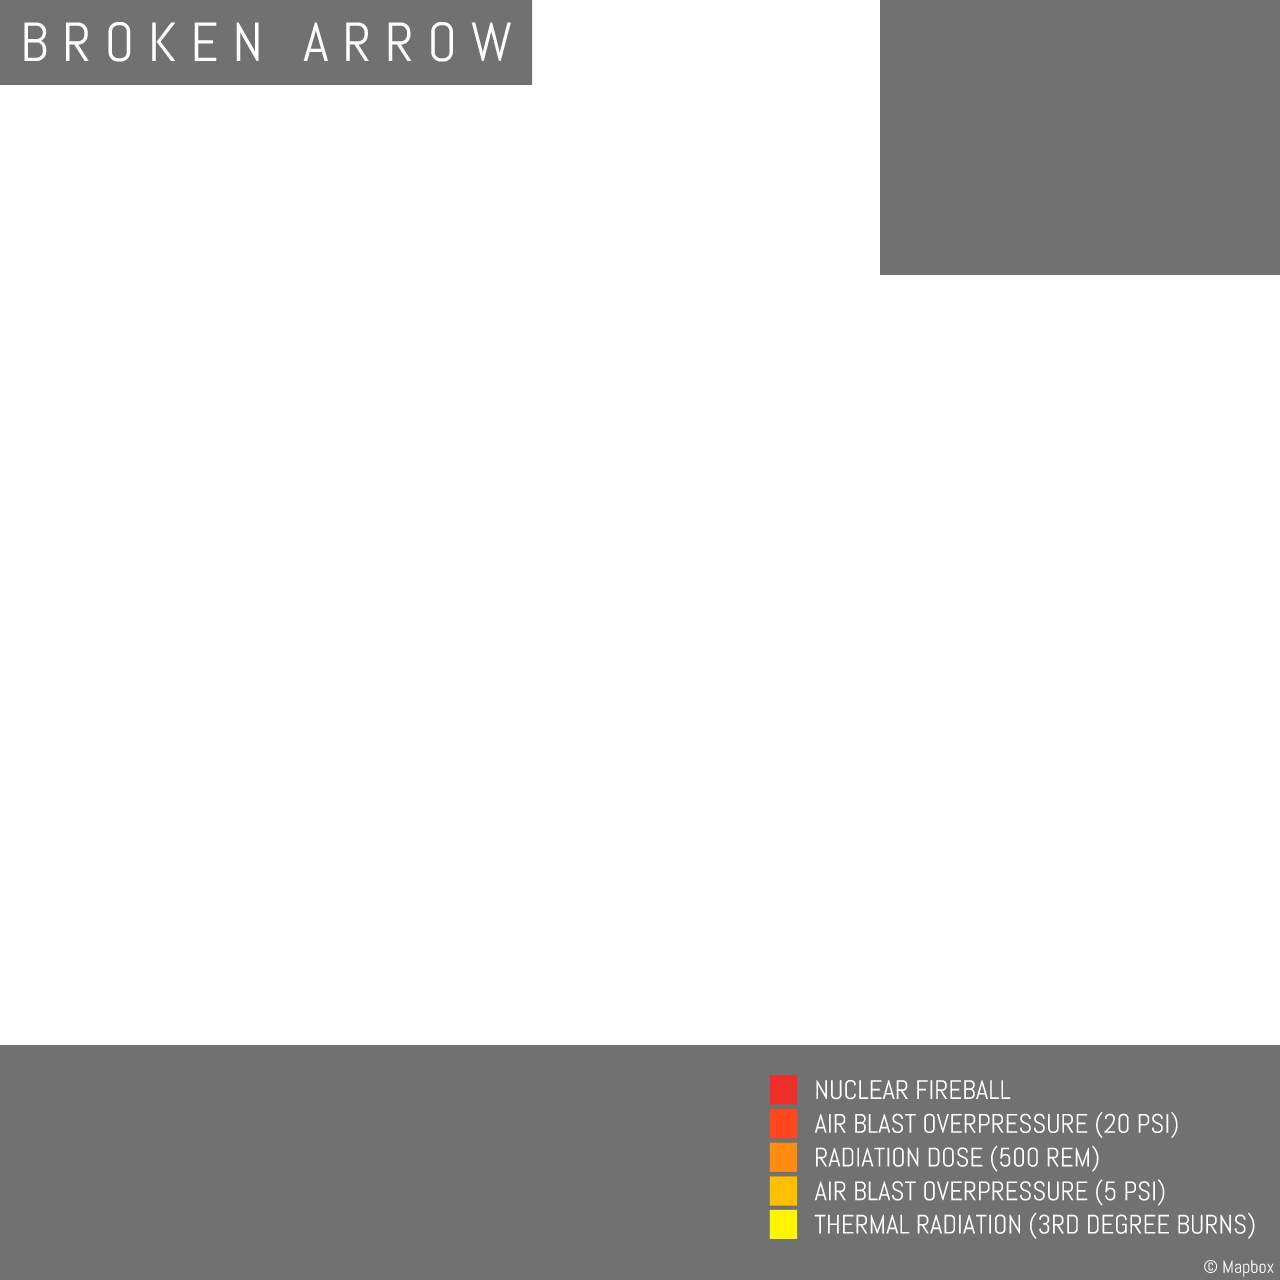 BROKEN ARROW
NUCLEAR FIREBALL
AIR BLAST OVERPRESSURE (20 PSI)
RADIATION DOSE (500 REM)
AIR BLAST OVERPRESSURE (5 PSI)
THERMAL RADIATION (3RD DEGREE BURNS)
© Mapbox